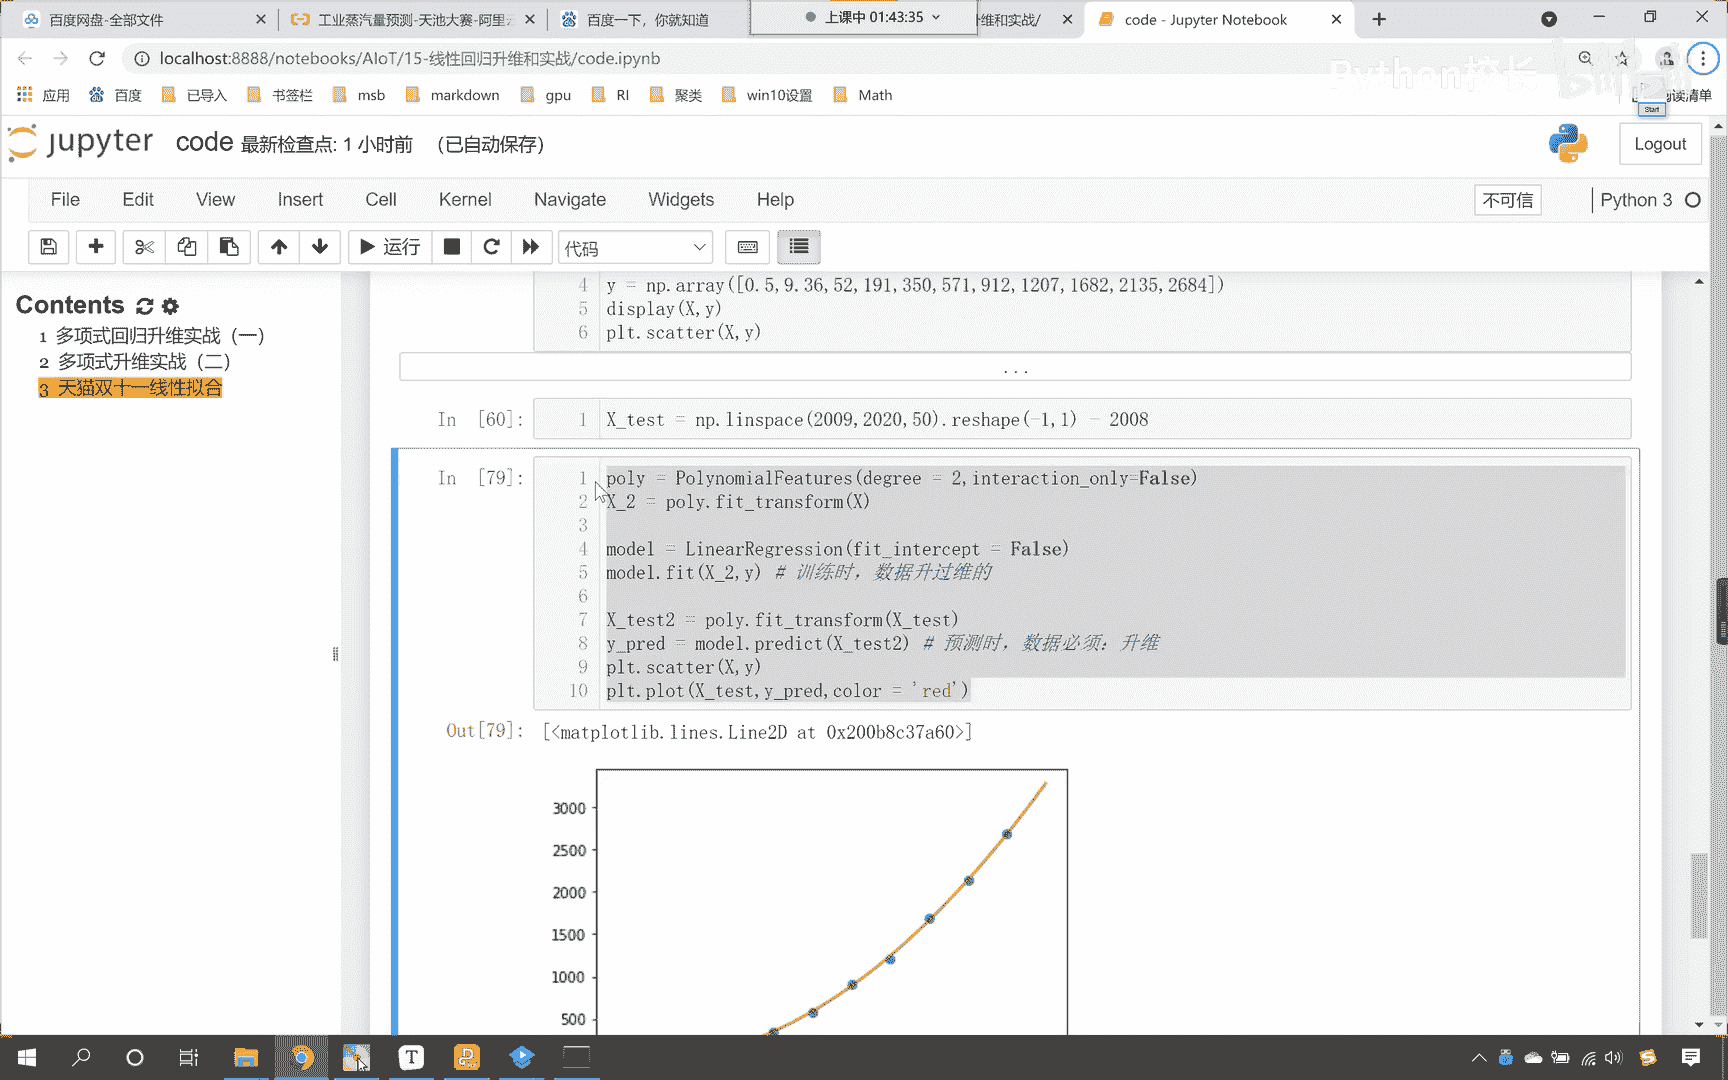 百度网盘-全部文件
工业蒸汽量预测-天池大赛-阿里云
百度一下，你就知道
上课中 01:43:35
升维和实战/
code - Jupyter Notebook
localhost:8888/notebooks/AIoT/15-线性回归升维和实战/code.ipynb
Python校长
应用 百度 已导入 书签栏 msb markdown gpu RI 聚类 win10设置 Math 阅读清单
Start
jupyter code 最新检查点: 1 小时前 (已自动保存)
Logout
File Edit View Insert Cell Kernel Navigate Widgets Help
不可信
Python 3
运行
代码
Contents
1 多项式回归升维实战（一）
2 多项式升维实战（二）
3 天猫双十一线性拟合
4 y = np.array([0.5,9.36,52,191,350,571,912,1207,1682,2135,2684])
5 display(X,y)
6 plt.scatter(X,y)
...
In [60]:
1 X_test = np.linspace(2009,2020,50).reshape(-1,1) - 2008
In [79]:
1 poly = PolynomialFeatures(degree = 2,interaction_only=False)
2 X_2 = poly.fit_transform(X)
3
4 model = LinearRegression(fit_intercept = False)
5 model.fit(X_2,y) # 训练时，数据升过维的
6
7 X_test2 = poly.fit_transform(X_test)
8 y_pred = model.predict(X_test2) # 预测时，数据必须：升维
9 plt.scatter(X,y)
10 plt.plot(X_test,y_pred,color = 'red')
Out[79]: [<matplotlib.lines.Line2D at 0x200b8c37a60>]
3000
2500
2000
1500
1000
500